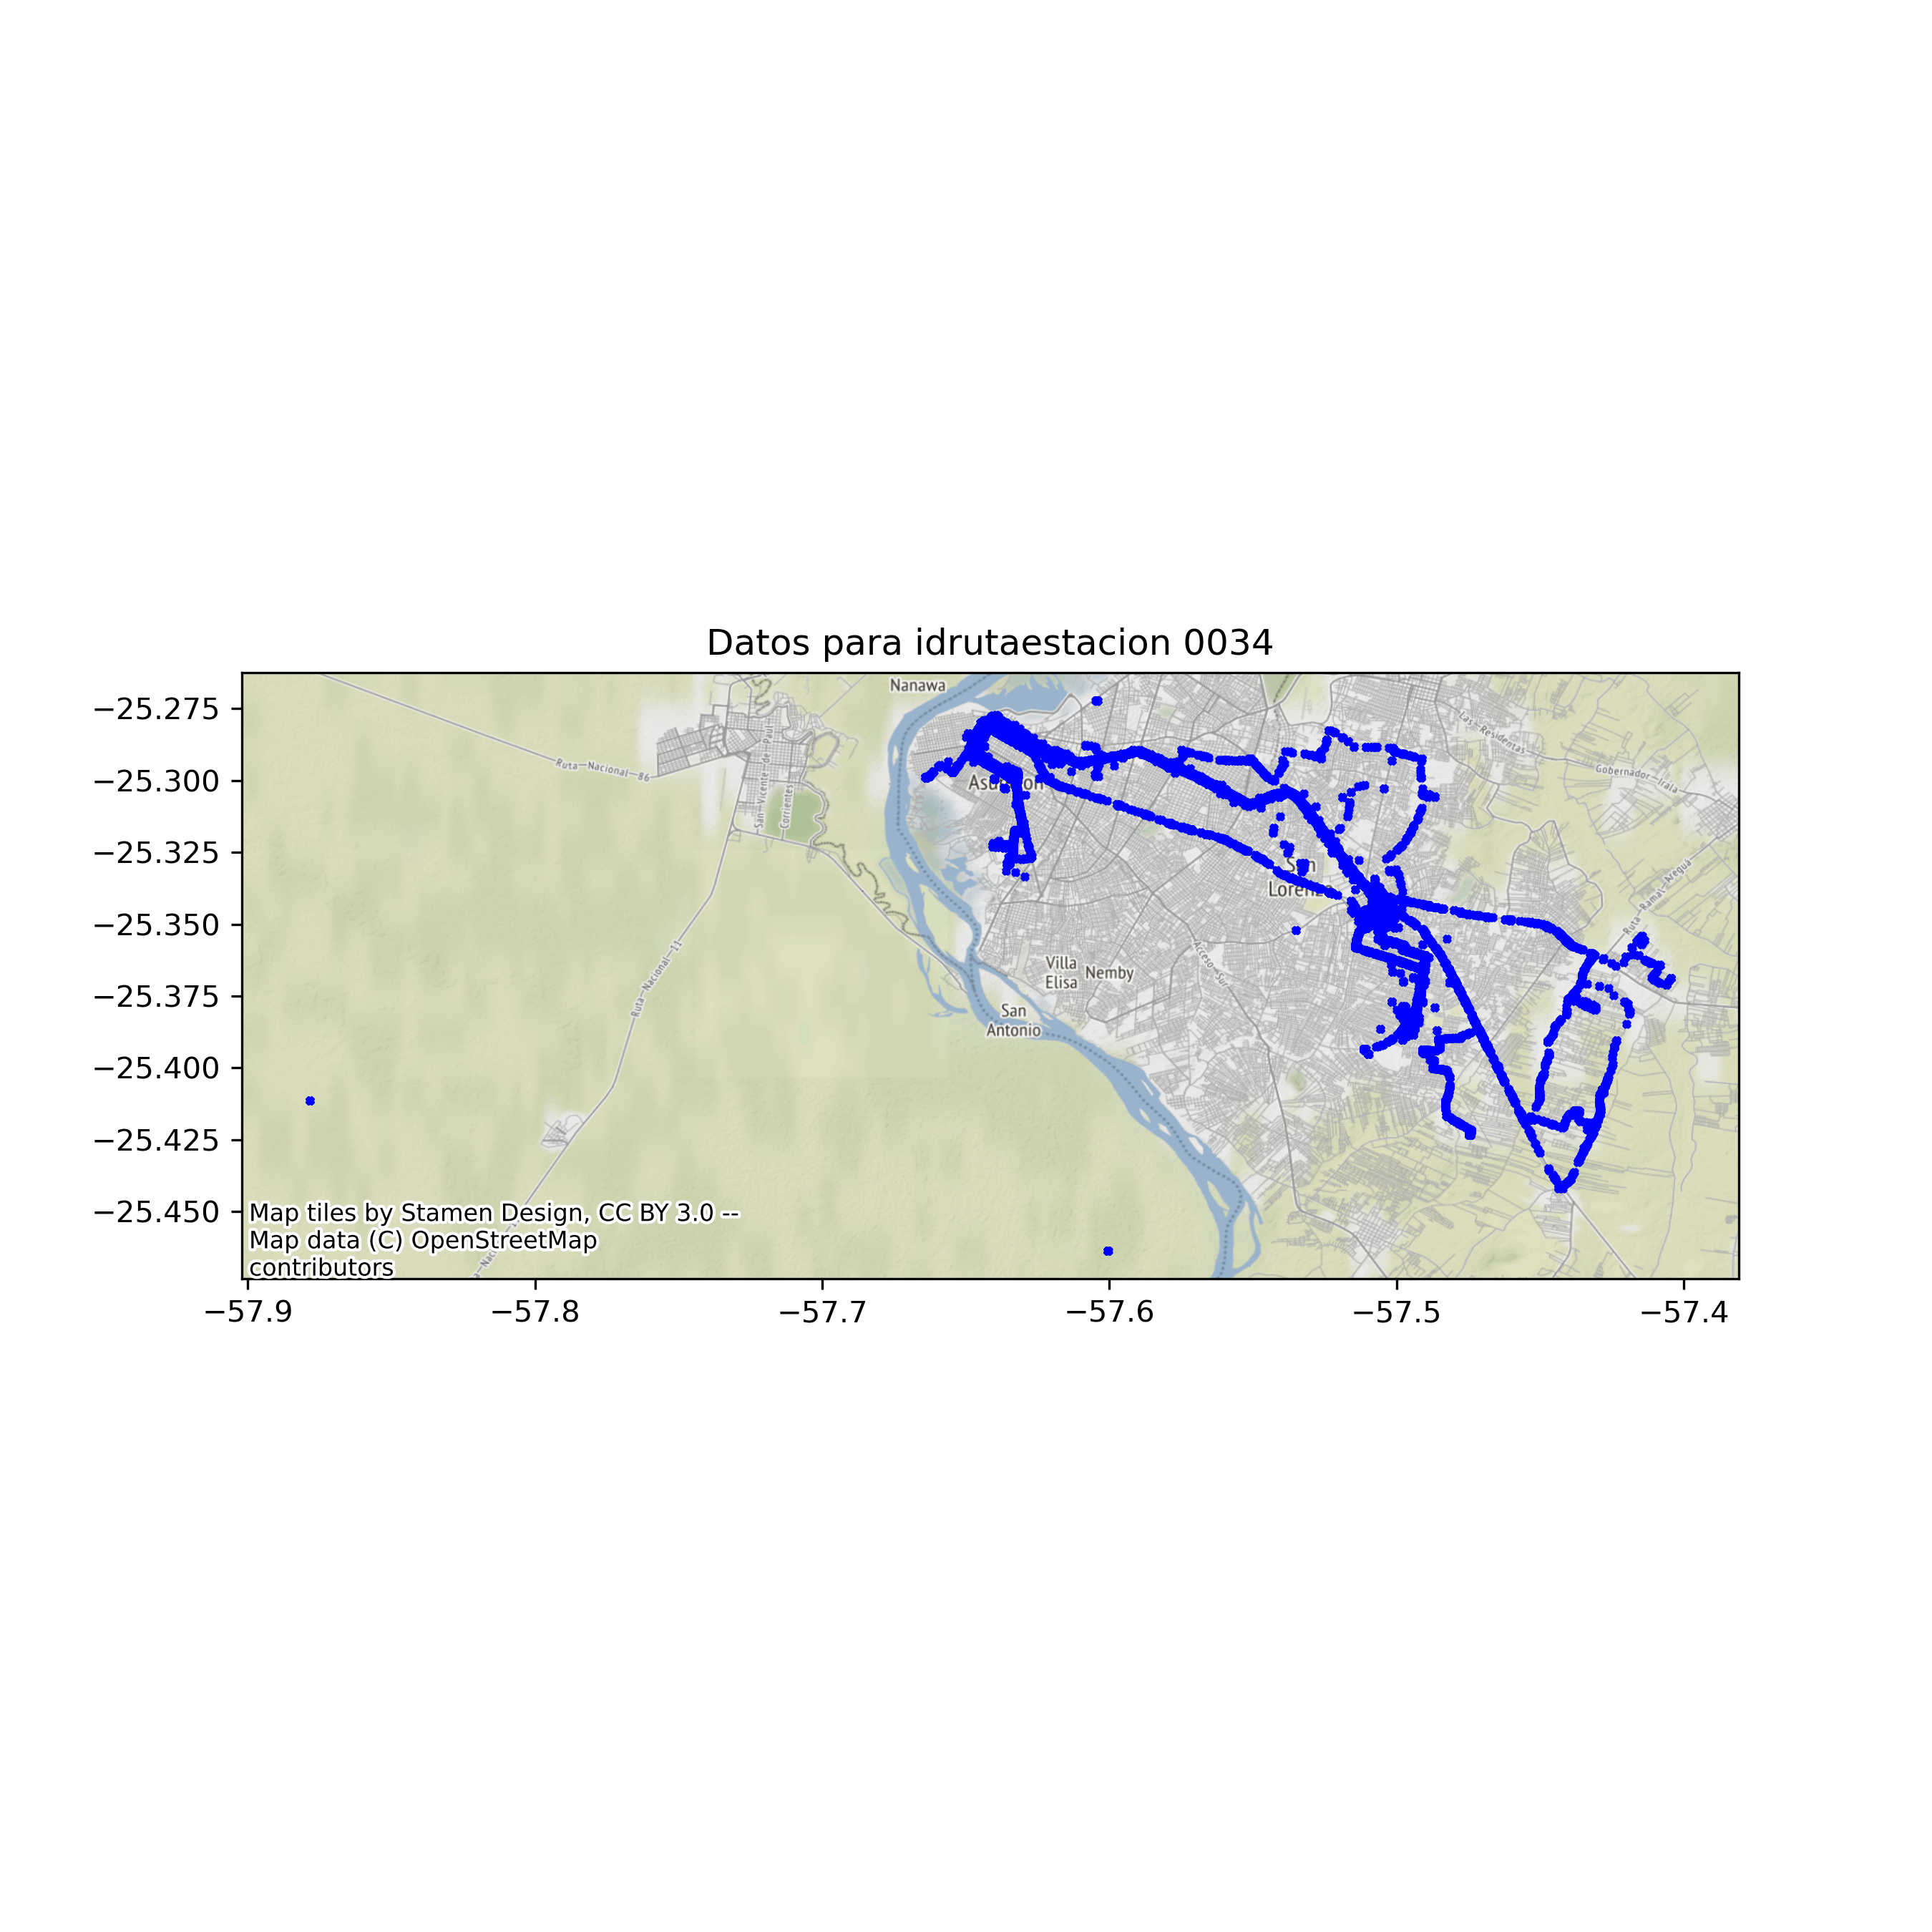 Datos para idrutaestacion 0034
−25.275
−25.300
−25.325
−25.350
−25.375
−25.400
−25.425
−25.450
Nanawa
Ruta—Nacional—86
San—Vicente—de—Paul
Corrientes
Las—Residentas
Gobernador—Irala
Ruta—Ramal—Areguá
San
Ruta—Nacional—11
Acceso—Sur
Villa
Elisa
Nemby
San
Antonio
Map tiles by Stamen Design, CC BY 3.0 --
Map data (C) OpenStreetMap
contributors
−57.9
−57.8
−57.7
−57.6
−57.5
−57.4